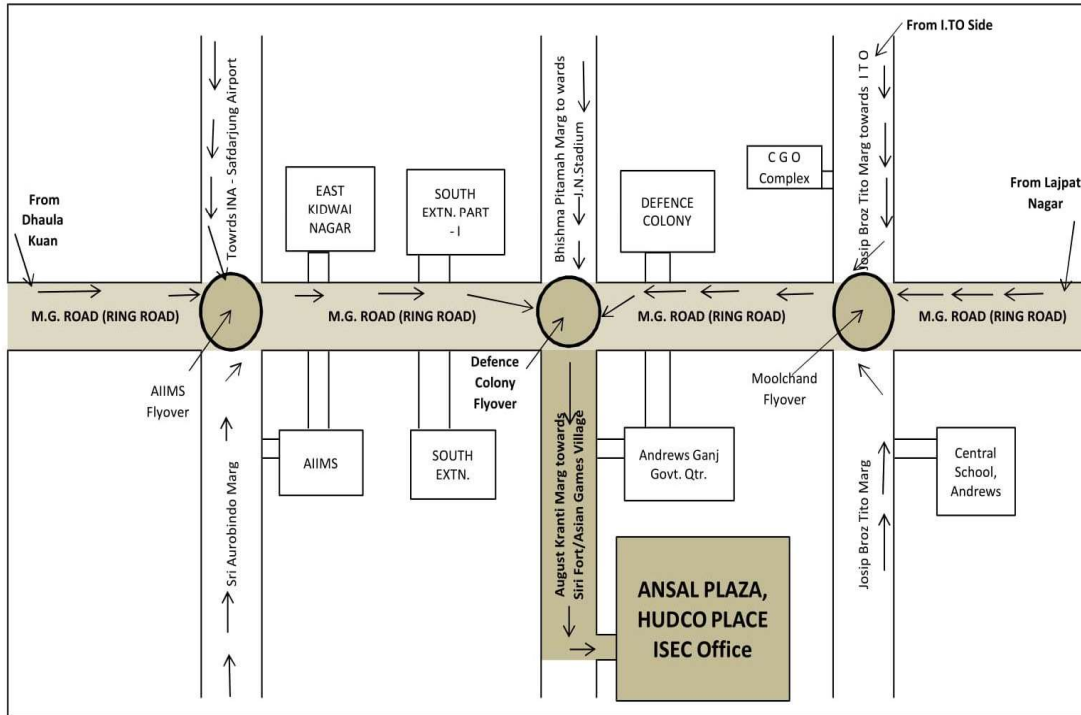 From I.TO Side
Towrds INA - Safdarjung Airport
Bhishma Pitamah Marg to wards
J.N.Stadium
Josip Broz Tito Marg towards I T O
C G O
Complex
From
Dhaula
Kuan
EAST
KIDWAI
NAGAR
SOUTH
EXTN. PART
- I
DEFENCE
COLONY
From Lajpat
Nagar
M.G. ROAD (RING ROAD)
M.G. ROAD (RING ROAD)
M.G. ROAD (RING ROAD)
M.G. ROAD (RING ROAD)
AIIMS
Flyover
Defence
Colony
Flyover
Moolchand
Flyover
Sri Aurobindo Marg
AIIMS
SOUTH
EXTN.
August Kranti Marg towards
Siri Fort/Asian Games Village
Andrews Ganj
Govt. Qtr.
Josip Broz Tito Marg
Central
School,
Andrews
ANSAL PLAZA,
HUDCO PLACE
ISEC Office